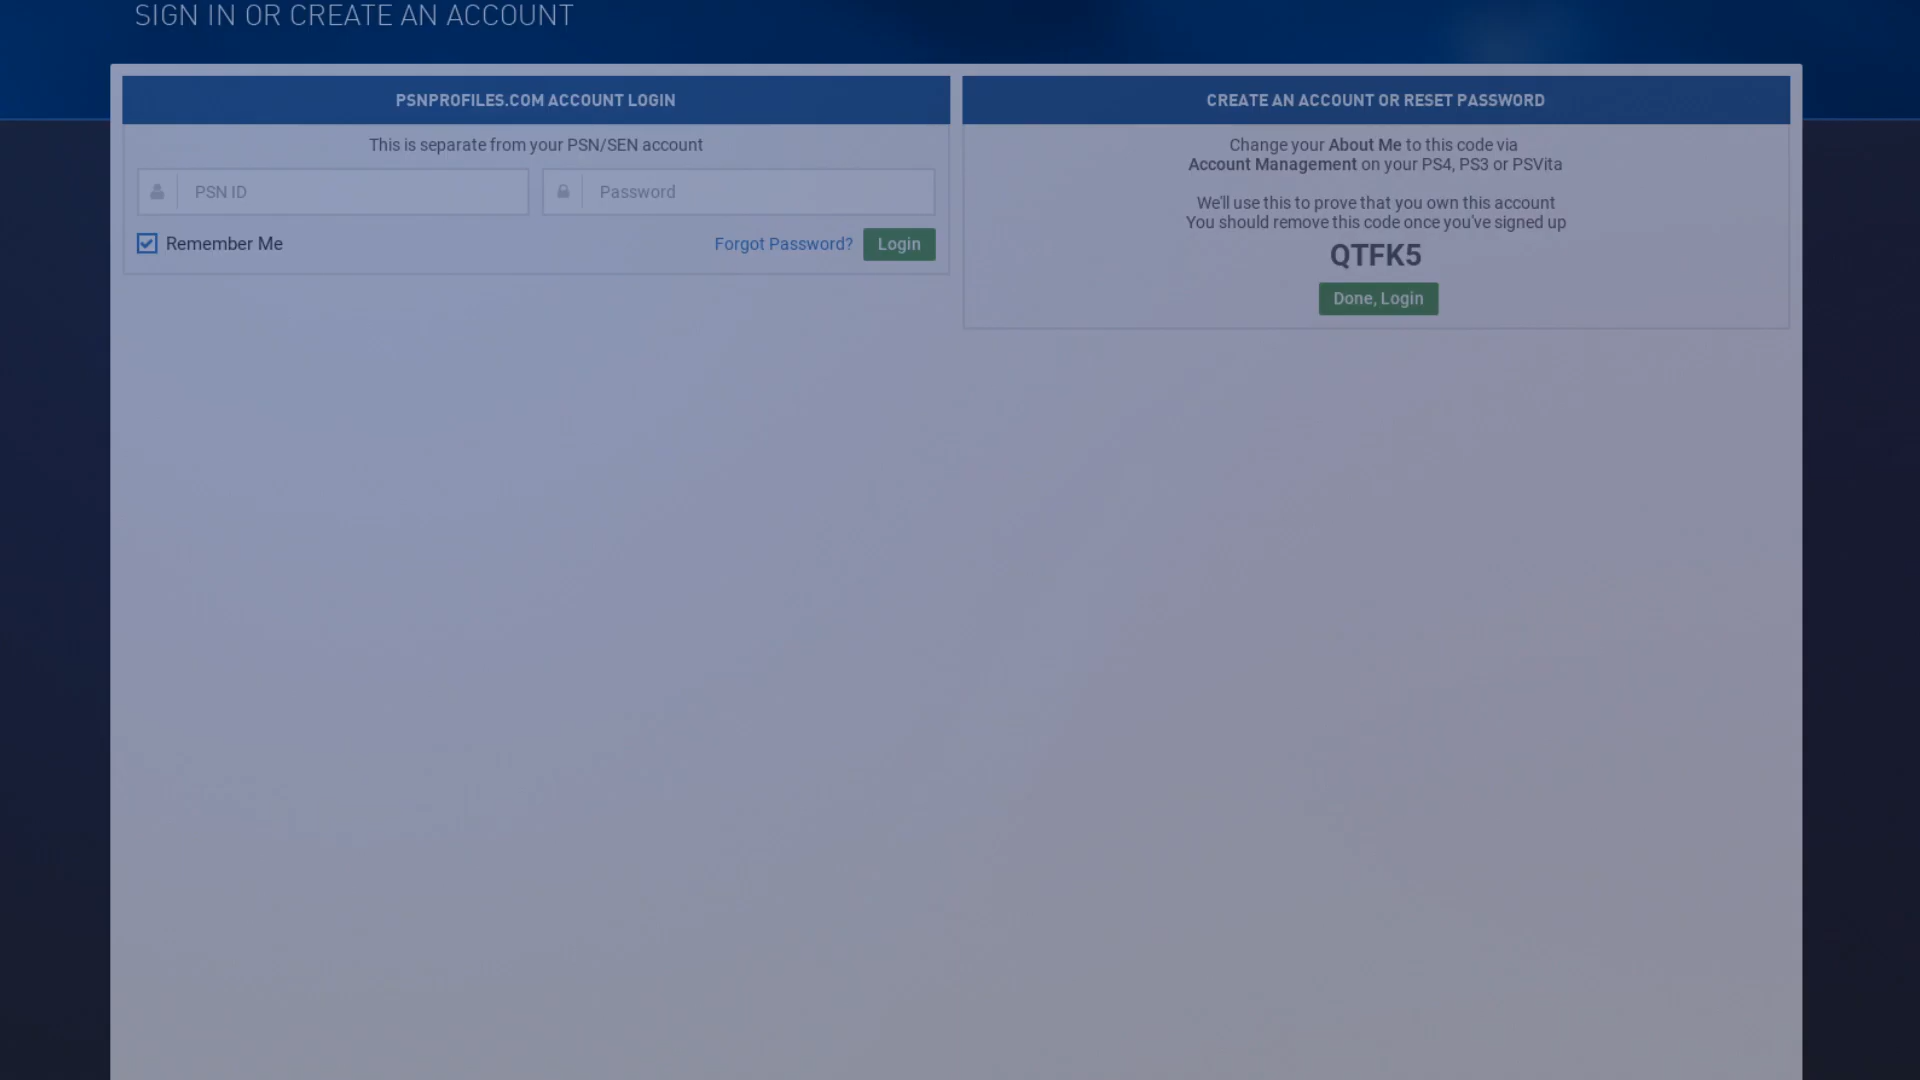 SIGN IN OR CREATE AN ACCOUNT
PSNPROFILES.COM ACCOUNT LOGIN
This is separate from your PSN/SEN account
PSN ID
Password
Remember Me
Forgot Password?
Login
CREATE AN ACCOUNT OR RESET PASSWORD
Change your About Me to this code via
Account Management on your PS4, PS3 or PSVita
We'll use this to prove that you own this account
You should remove this code once you've signed up
QTFK5
Done, Login